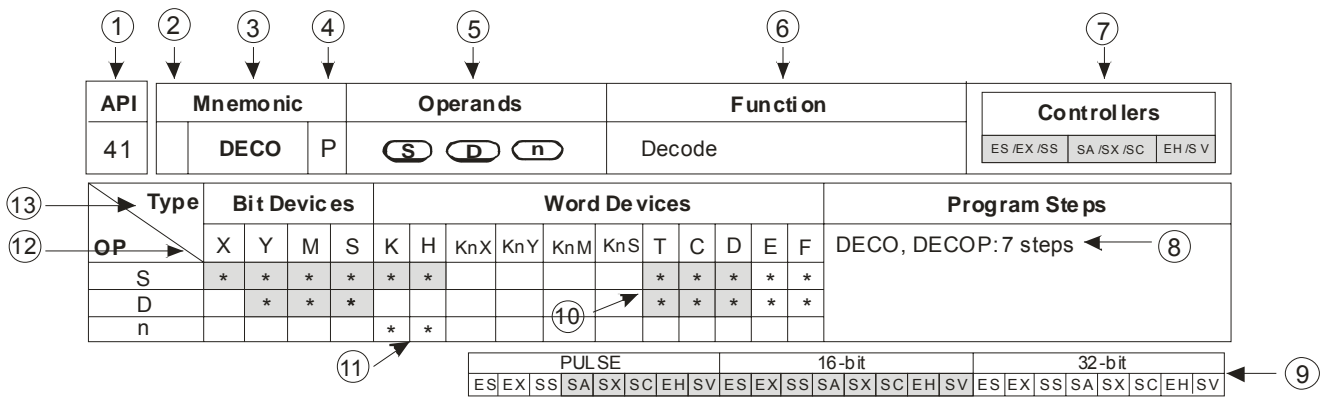 1 2 3 4 5 6 7
API Mnemonic Operands Function Controllers
41 DECO P S D n Decode ES/EX/SS SA/SX/SC EH/SV
13 Type Bit Devices Word Devices Program Steps
12 OP X Y M S K H KnX KnY KnM KnS T C D E F DECO, DECOP: 7 steps 8
S * * * * * * * * * * *
D * * * * * * * *
10
n * *
11
PULSE 16-bit 32-bit
ES EX SS SA SX SC EH SV ES EX SS SA SX SC EH SV ES EX SS SA SX SC EH SV 9